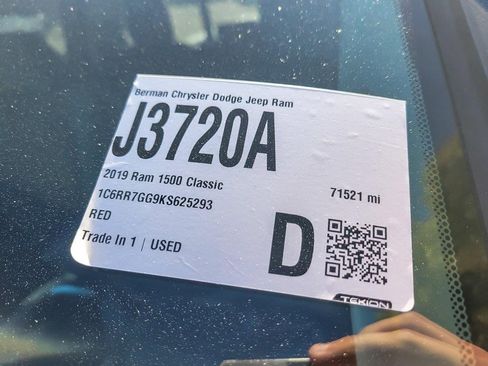 Berman Chrysler Dodge Jeep Ram
J3720A
2019 Ram 1500 Classic
71521 mi
1C6RR7GG9KS625293
RED
Trade In 1 | USED
D
TEKION